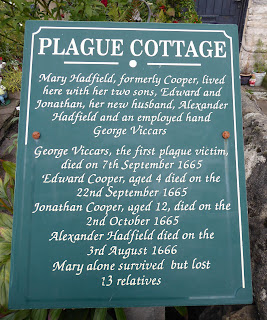 PLAGUE COTTAGE
Mary Hadfield, formerly Cooper, lived
here with her two sons, Edward and
Jonathan, her new husband, Alexander
Hadfield and an employed hand
George Viccars
George Viccars, the first plague victim,
died on 7th September 1665
Edward Cooper, aged 4 died on the
22nd September 1665
Jonathan Cooper, aged 12, died on the
2nd October 1665
Alexander Hadfield died on the
3rd August 1666
Mary alone survived but lost
13 relatives